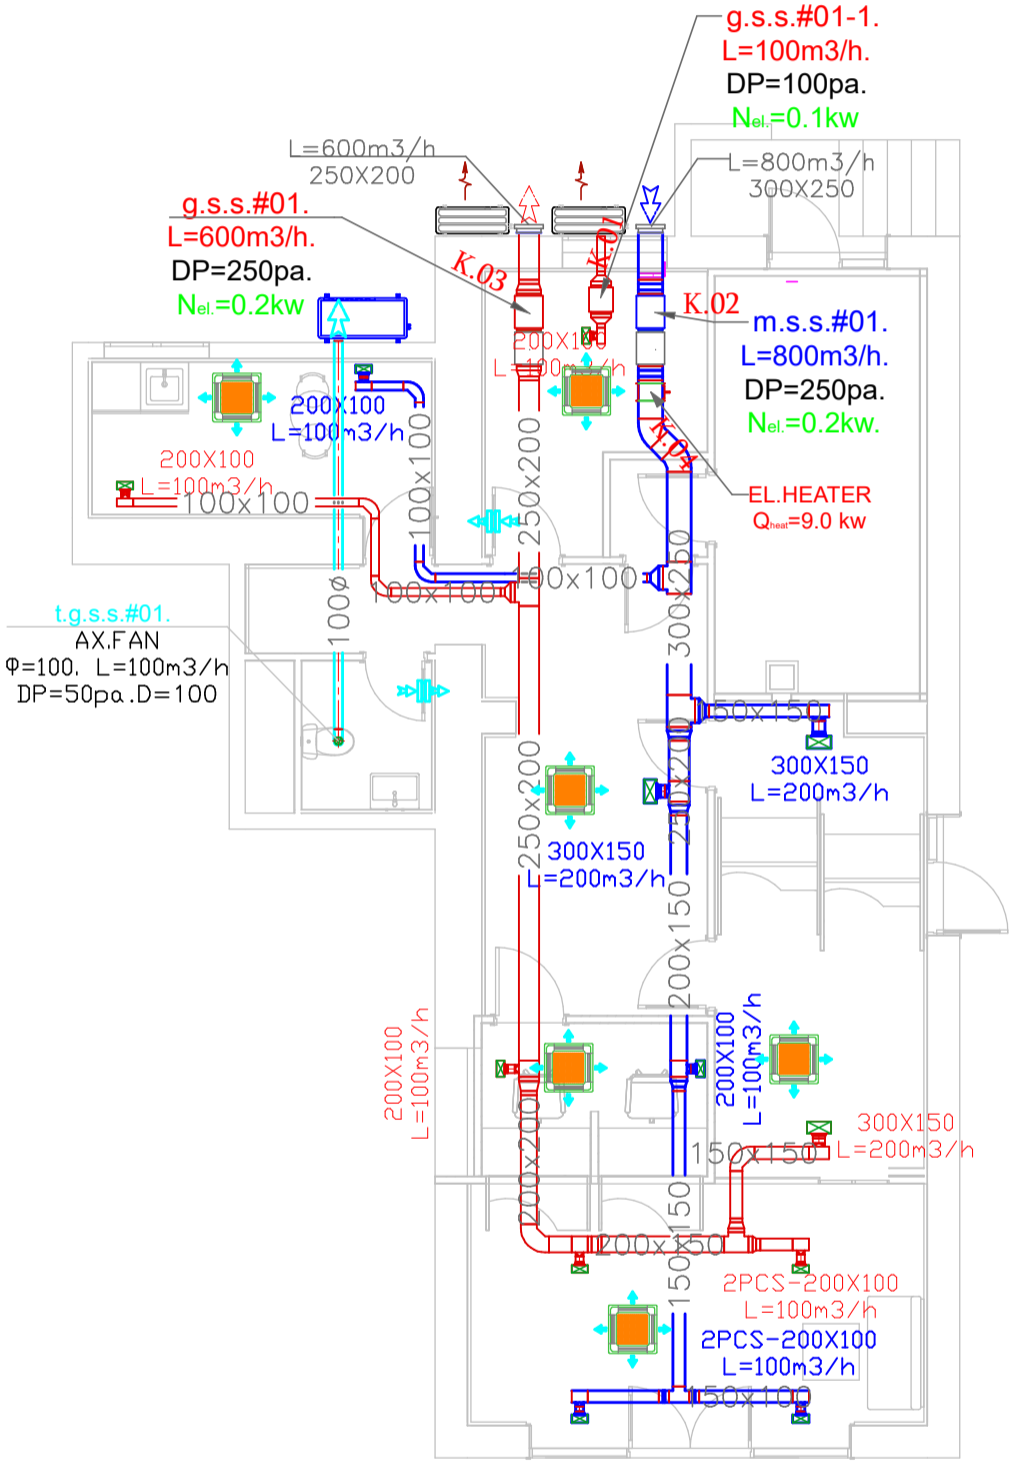 g.s.s.#01-1.
L=100m3/h.
DP=100pa.
Nel.=0.1kw
L=600m3/h
250X200
L=800m3/h
300X250
g.s.s.#01.
L=600m3/h.
DP=250pa.
Nel.=0.2kw
K.03
K.01
K.02
m.s.s.#01.
L=800m3/h.
DP=250pa.
Nel.=0.2kw.
200X100
L=100m3/h
200X100
L=100m3/h
K.04
200X100
L=100m3/h
100x100
100x100
250x200
EL.HEATER
Qheat=9.0 kw
100x100
100x100
300x250
100Ø
t.g.s.s.#01.
AX.FAN
Φ=100. L=100m3/h
DP=50pa.D=100
150x150
300X150
L=200m3/h
250x200
250x200
300X150
L=200m3/h
200x150
200X100
L=100m3/h
200X100
L=100m3/h
200x200
300X150
L=200m3/h
150x150
150x150
200x150
2PCS-200X100
L=100m3/h
2PCS-200X100
L=100m3/h
150x100